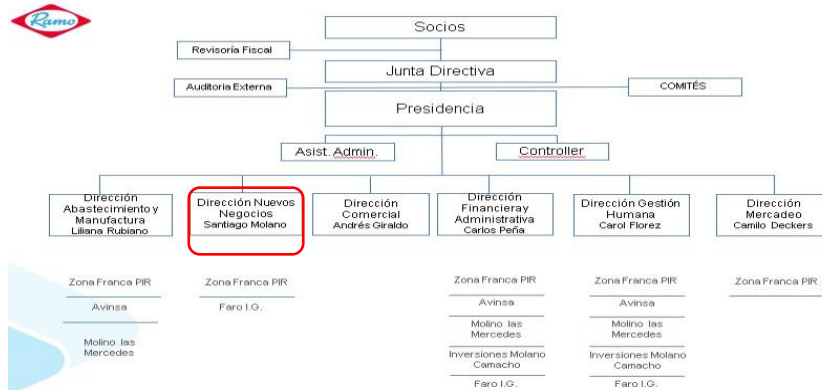 Ramo
Socios
Revisoría Fiscal
Junta Directiva
Auditoria Externa
COMITÉS
Presidencia
Asist. Admin.
Controller
Dirección
Abastecimiento y
Manufactura
Liliana Rubiano
Dirección Nuevos
Negocios
Santiago Molano
Dirección
Comercial
Andrés Giraldo
Dirección
Financiera y
Administrativa
Carlos Peña
Dirección Gestión
Humana
Carol Florez
Dirección
Mercadeo
Camilo Deckers
Zona Franca PIR
Avinsa
Molino las
Mercedes
Zona Franca PIR
Faro I.G.
Zona Franca PIR
Avinsa
Molino las
Mercedes
Inversiones Molano
Camacho
Faro I.G.
Zona Franca PIR
Avinsa
Molino las
Mercedes
Inversiones Molano
Camacho
Faro I.G.
Zona Franca PIR